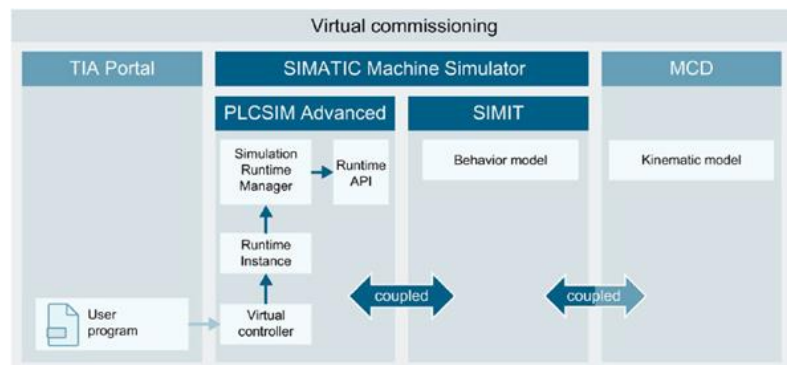 Virtual commissioning
TIA Portal
SIMATIC Machine Simulator
MCD
PLCSIM Advanced
SIMIT
Simulation
Runtime
Manager
Runtime
API
Behavior model
Kinematic model
Runtime
Instance
coupled
coupled
User
program
Virtual
controller